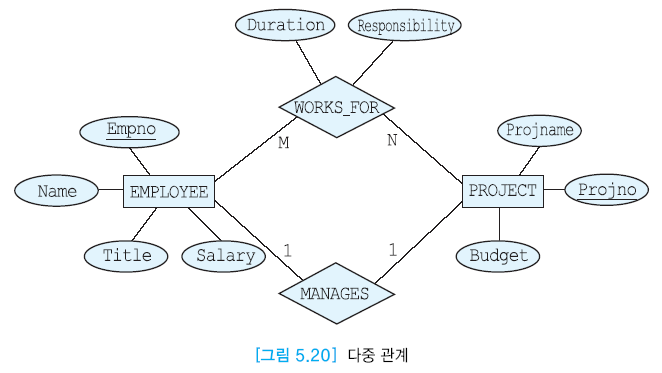 Duration
Responsibility
WORKS_FOR
Empno
M
N
Projname
Name
EMPLOYEE
PROJECT
Projno
Title
Salary
1
1
Budget
MANAGES
[그림 5.20] 다중 관계